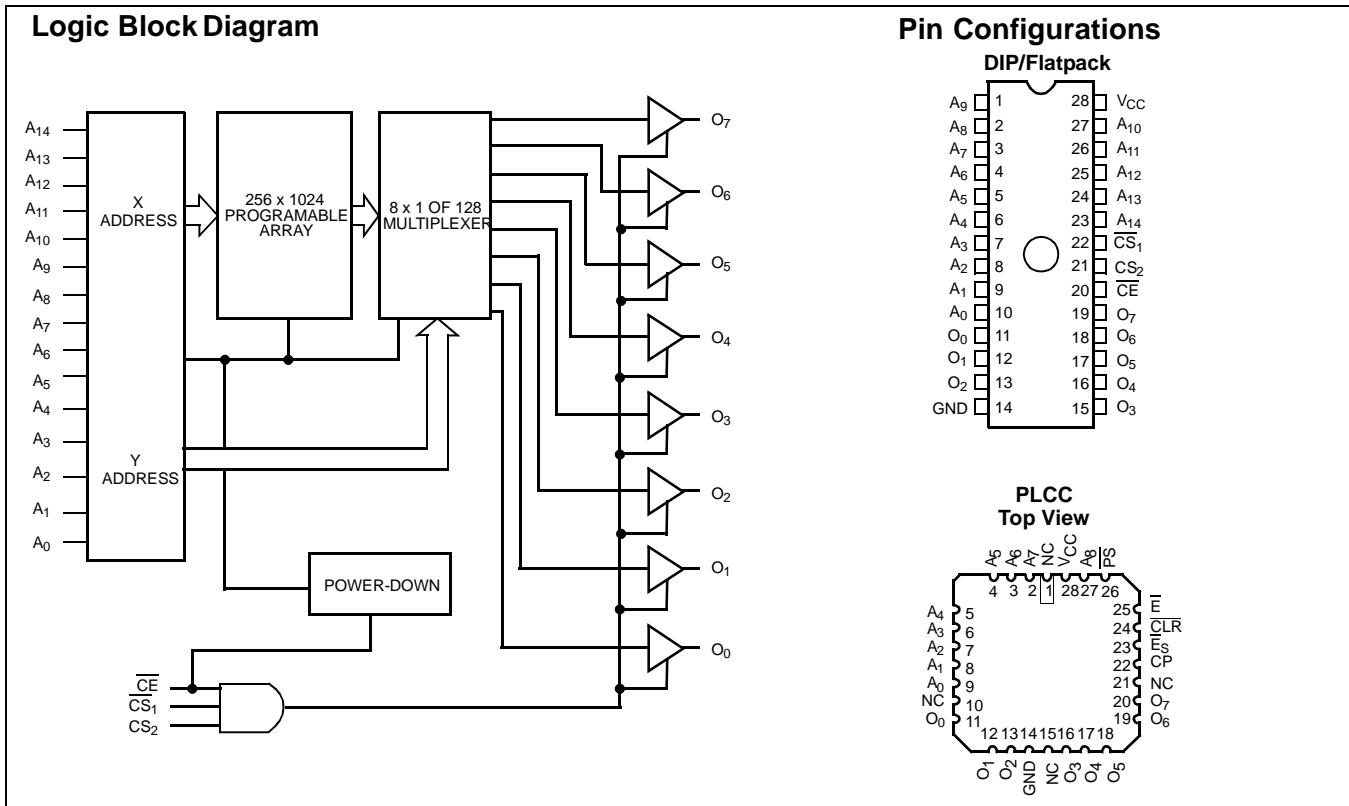 Logic Block Diagram
A14
A13
A12
A11
A10
A9
A8
A7
A6
A5
A4
A3
A2
A1
A0
X
ADDRESS
Y
ADDRESS
256 x 1024
PROGRAMABLE
ARRAY
8 x 1 OF 128
MULTIPLEXER
POWER-DOWN
C̅E̅
C̅S̅1
CS2
O7
O6
O5
O4
O3
O2
O1
O0
Pin Configurations
DIP/Flatpack
A9 1 28 VCC
A8 2 27 A10
A7 3 26 A11
A6 4 25 A12
A5 5 24 A13
A4 6 23 A14
A3 7 22 C̅S̅1
A2 8 21 CS2
A1 9 20 C̅E̅
A0 10 19 O7
O0 11 18 O6
O1 12 17 O5
O2 13 16 O4
GND 14 15 O3
PLCC
Top View
A5 A6 A7 NC VCC A8 P̅S̅
4 3 2 1 28 27 26
A4 5 25 E̅
A3 6 24 C̅L̅R̅
A2 7 23 E̅S
A1 8 22 CP
A0 9 21 NC
NC 10 20 O7
O0 11 19 O6
12 13 14 15 16 17 18
O1 O2 GND NC O3 O4 O5